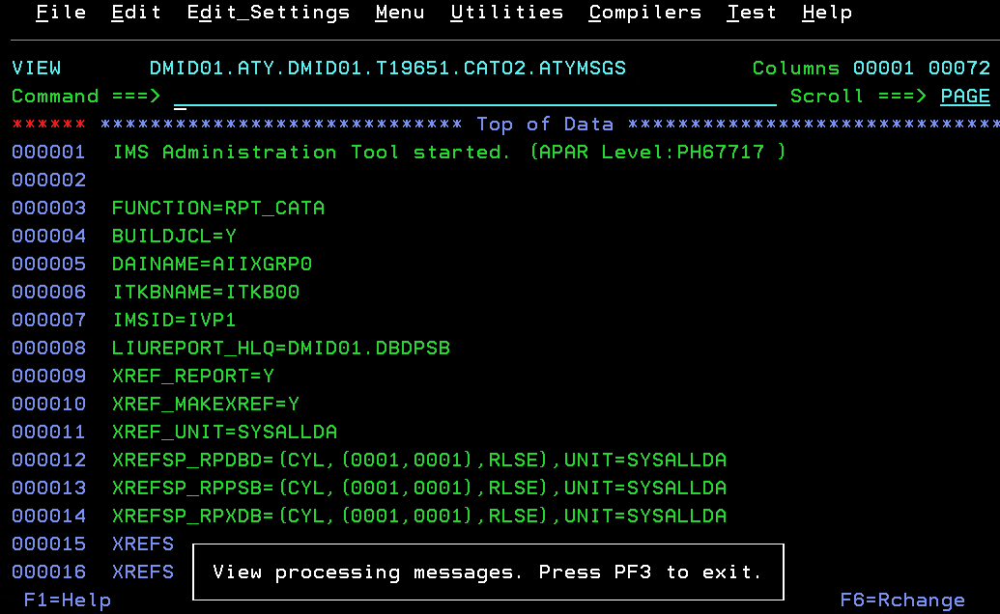 File Edit Edit_Settings Menu Utilities Compilers Test Help
VIEW DMID01.ATY.DMID01.T19651.CATO2.ATYMSGS Columns 00001 00072
Command ===> Scroll ===> PAGE
****** ***************************** Top of Data ******************************
000001 IMS Administration Tool started. (APAR Level:PH67717 )
000002
000003 FUNCTION=RPT_CATA
000004 BUILDJCL=Y
000005 DAINAME=AIIXGRP0
000006 ITKBNAME=ITKB00
000007 IMSID=IVP1
000008 LIUREPORT_HLQ=DMID01.DBDPSB
000009 XREF_REPORT=Y
000010 XREF_MAKEXREF=Y
000011 XREF_UNIT=SYSALLDA
000012 XREFSP_RPDBD=(CYL,(0001,0001),RLSE),UNIT=SYSALLDA
000013 XREFSP_RPPSB=(CYL,(0001,0001),RLSE),UNIT=SYSALLDA
000014 XREFSP_RPXDB=(CYL,(0001,0001),RLSE),UNIT=SYSALLDA
000015 XREFS
000016 XREFS
View processing messages. Press PF3 to exit.
F1=Help F6=Rchange